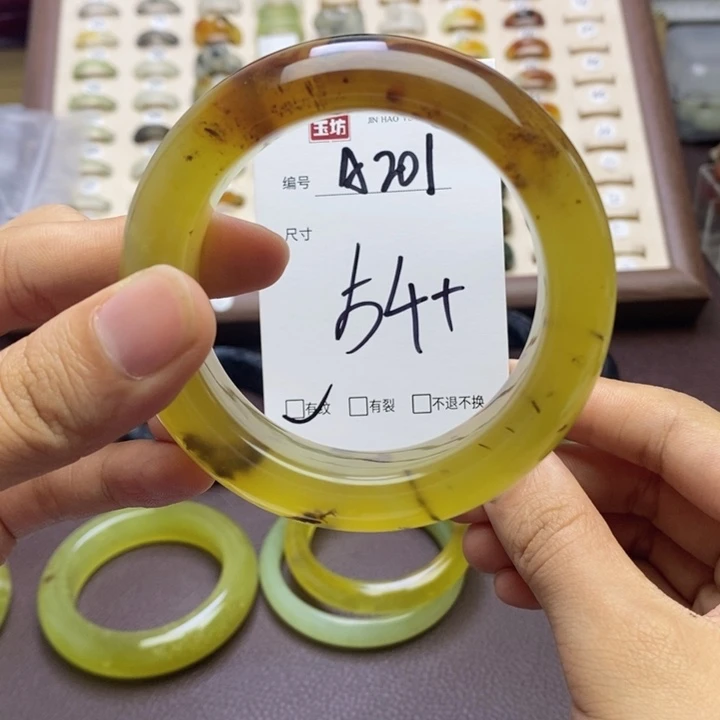 玉坊
JIN HAO
编号 A201
尺寸
54+
☐有纹 ☐有裂 ☐不退不换